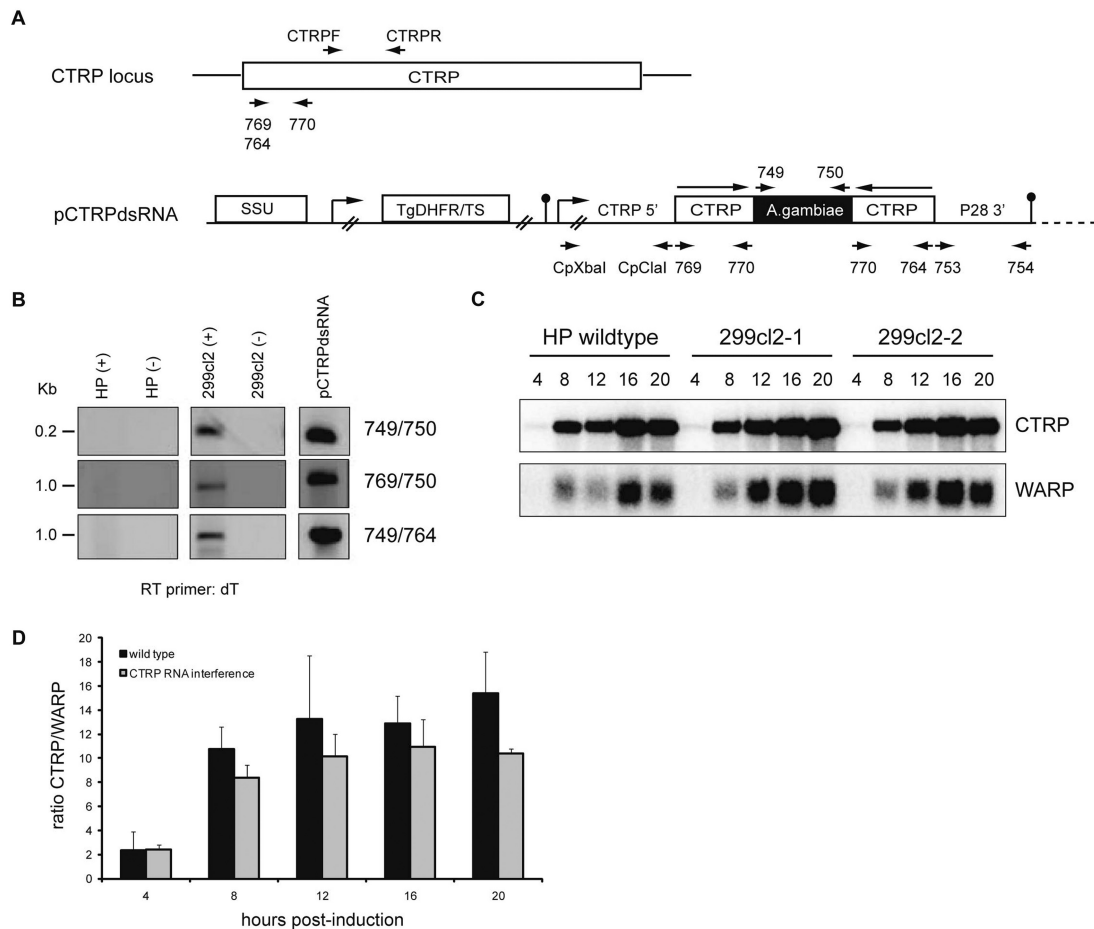 A
CTRPF CTRPR
CTRP locus
CTRP
769 770
764
749 750
pCTRPdsRNA
SSU TgDHFR/TS CTRP 5’ CTRP A.gambiae CTRP P28 3’
CpXbaI CpClaI 769 770 770 764 753 754
B
Kb HP (+) HP (-) 299cl2 (+) 299cl2 (-) pCTRPdsRNA
0.2 749/750
1.0 769/750
1.0 749/764
RT primer: dT
C
HP wildtype 299cl2-1 299cl2-2
4 8 12 16 20 4 8 12 16 20 4 8 12 16 20
CTRP
WARP
D
ratio CTRP/WARP
20
18
16
14
12
10
8
6
4
2
0
wild type
CTRP RNA interference
4 8 12 16 20
hours post-induction